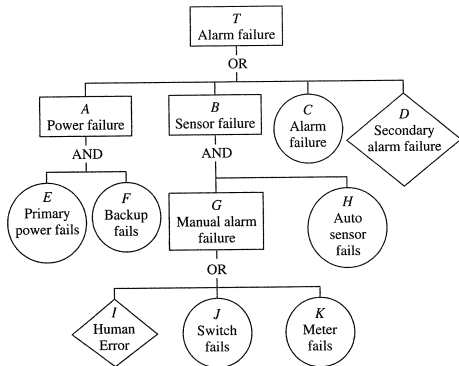 T
Alarm failure
OR
A
Power failure
B
Sensor failure
C
Alarm
failure
D
Secondary
alarm failure
AND
AND
E
Primary
power fails
F
Backup
fails
G
Manual alarm
failure
H
Auto
sensor
fails
OR
I
Human
Error
J
Switch
fails
K
Meter
fails